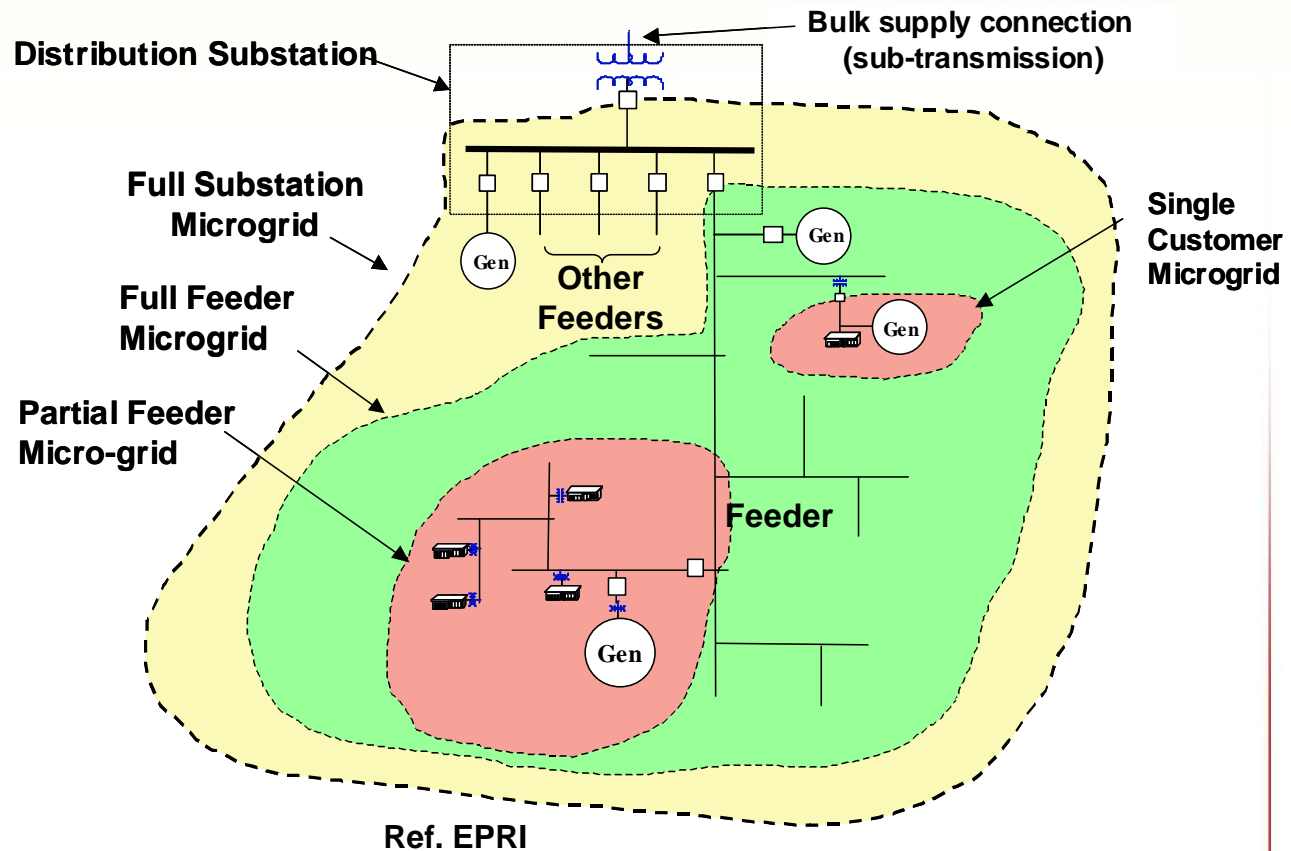 Bulk supply connection
(sub-transmission)
Distribution Substation
Full Substation
Microgrid
Single
Customer
Microgrid
Gen
Gen
Other
Feeders
Full Feeder
Microgrid
Gen
Partial Feeder
Micro-grid
Feeder
Gen
Ref. EPRI